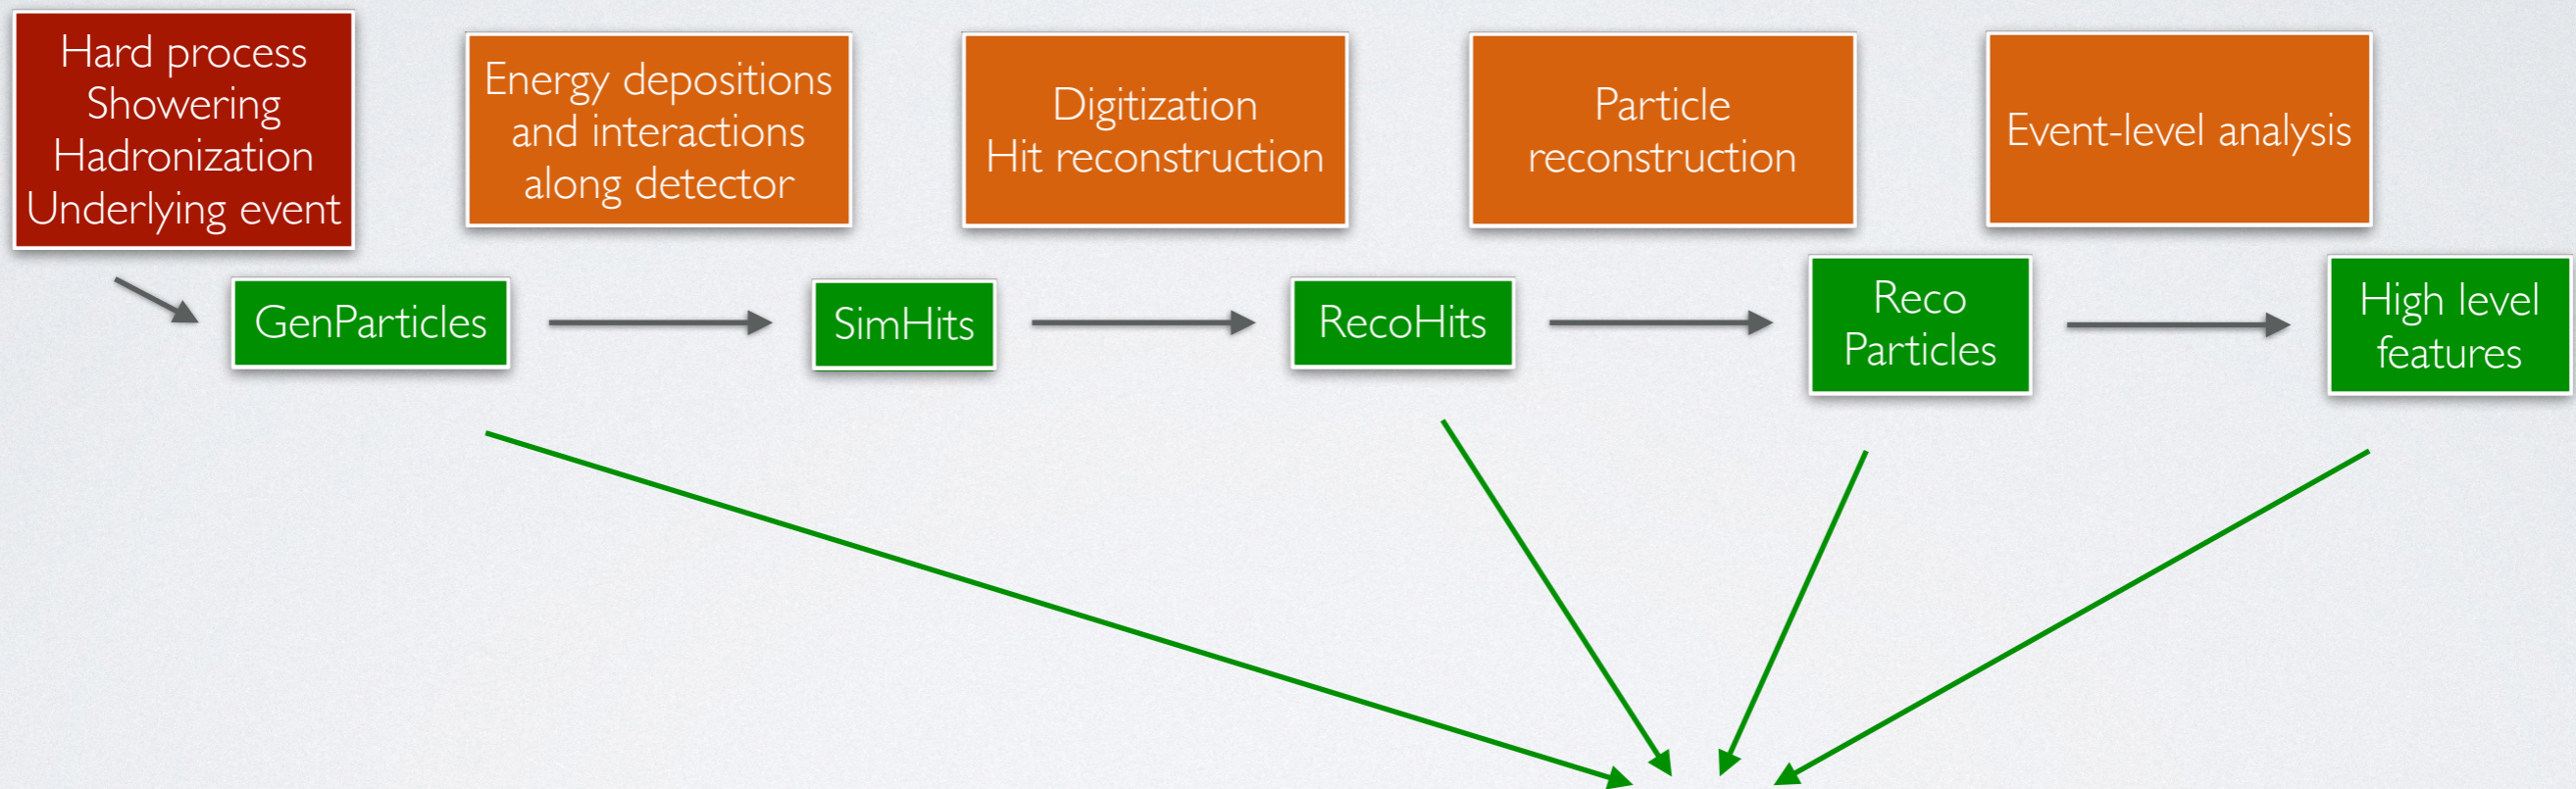 Hard process
Showering
Hadronization
Underlying event
Energy depositions
and interactions
along detector
Digitization
Hit reconstruction
Particle
reconstruction
Event-level analysis
GenParticles
SimHits
RecoHits
Reco
Particles
High level
features